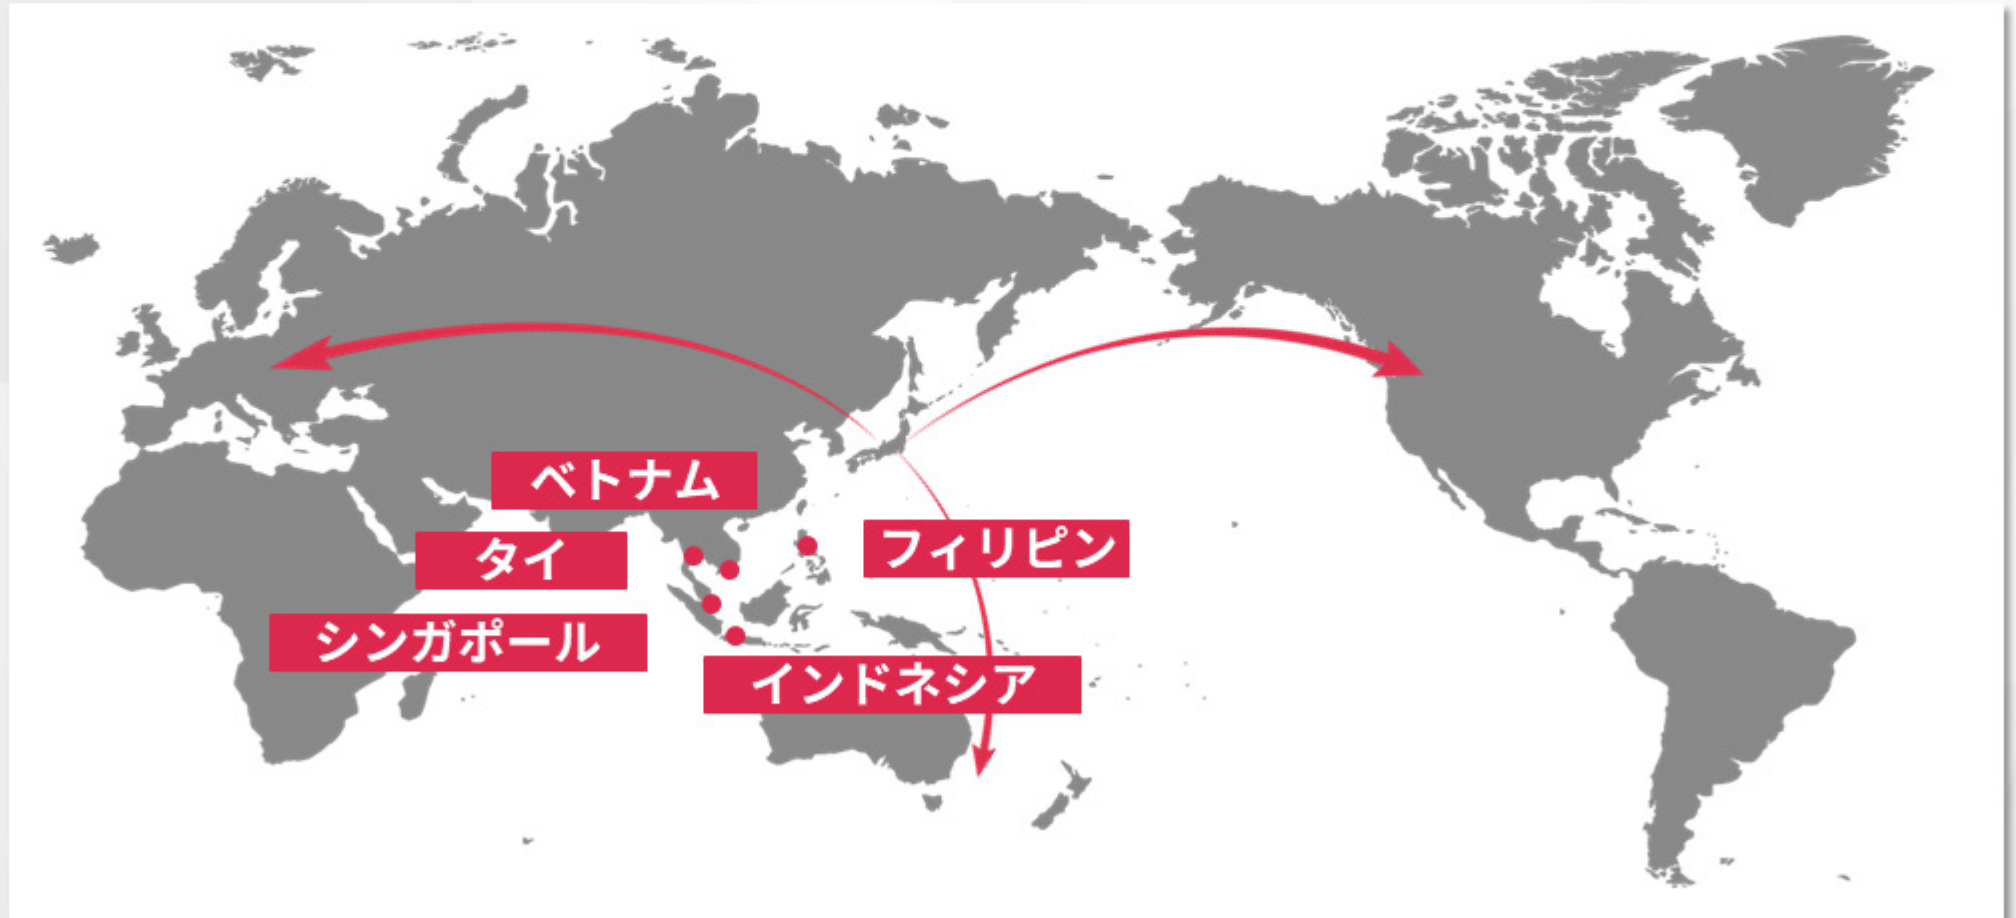 ベトナム
タイ
フィリピン
シンガポール
インドネシア